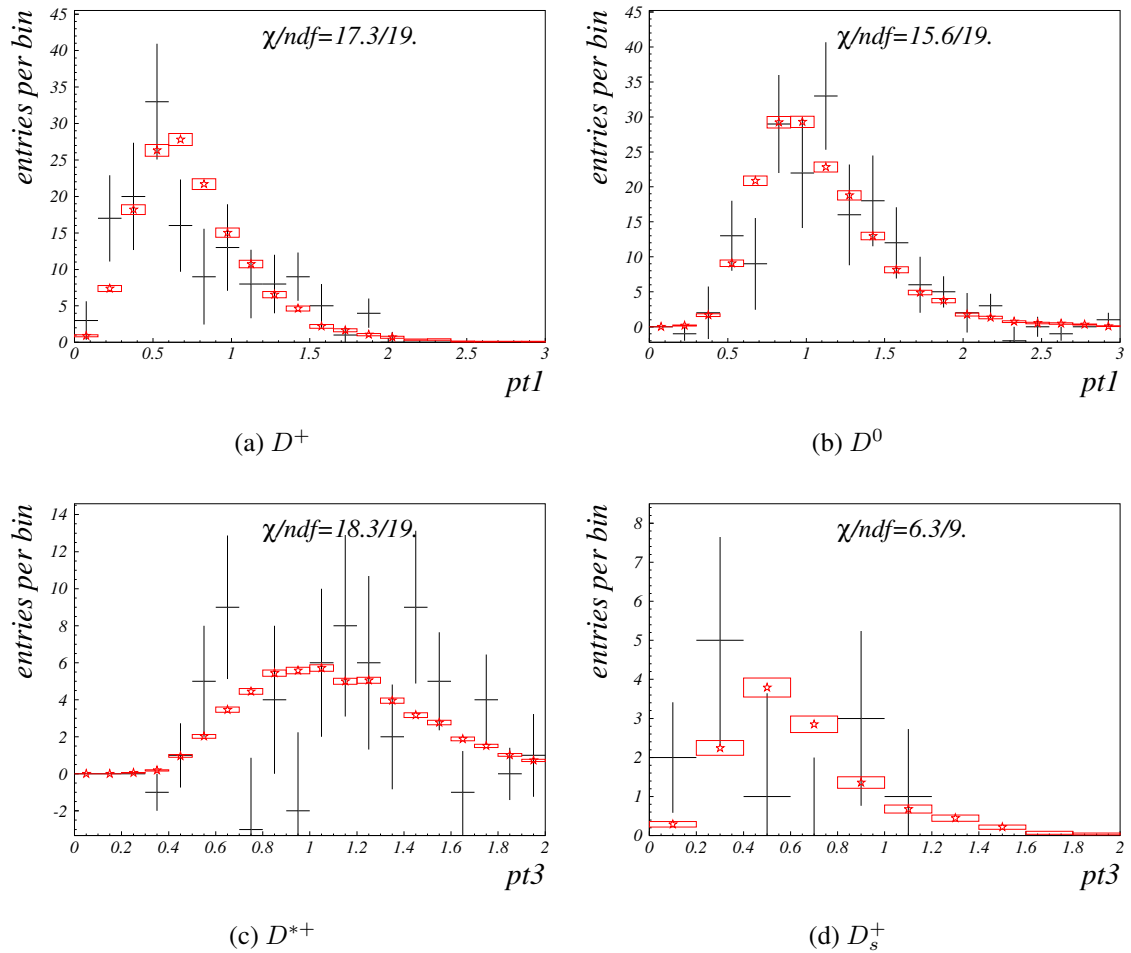 entries per bin
45
40
35
30
25
20
15
10
5
0
χ/ndf=17.3/19.
0 0.5 1 1.5 2 2.5 3
pt1
(a) D⁺
entries per bin
45
40
35
30
25
20
15
10
5
0
χ/ndf=15.6/19.
0 0.5 1 1.5 2 2.5 3
pt1
(b) D⁰
entries per bin
14
12
10
8
6
4
2
0
-2
χ/ndf=18.3/19.
0 0.2 0.4 0.6 0.8 1 1.2 1.4 1.6 1.8 2
pt3
(c) D*⁺
entries per bin
8
7
6
5
4
3
2
1
0
χ/ndf=6.3/9.
0 0.2 0.4 0.6 0.8 1 1.2 1.4 1.6 1.8 2
pt3
(d) Dₛ⁺